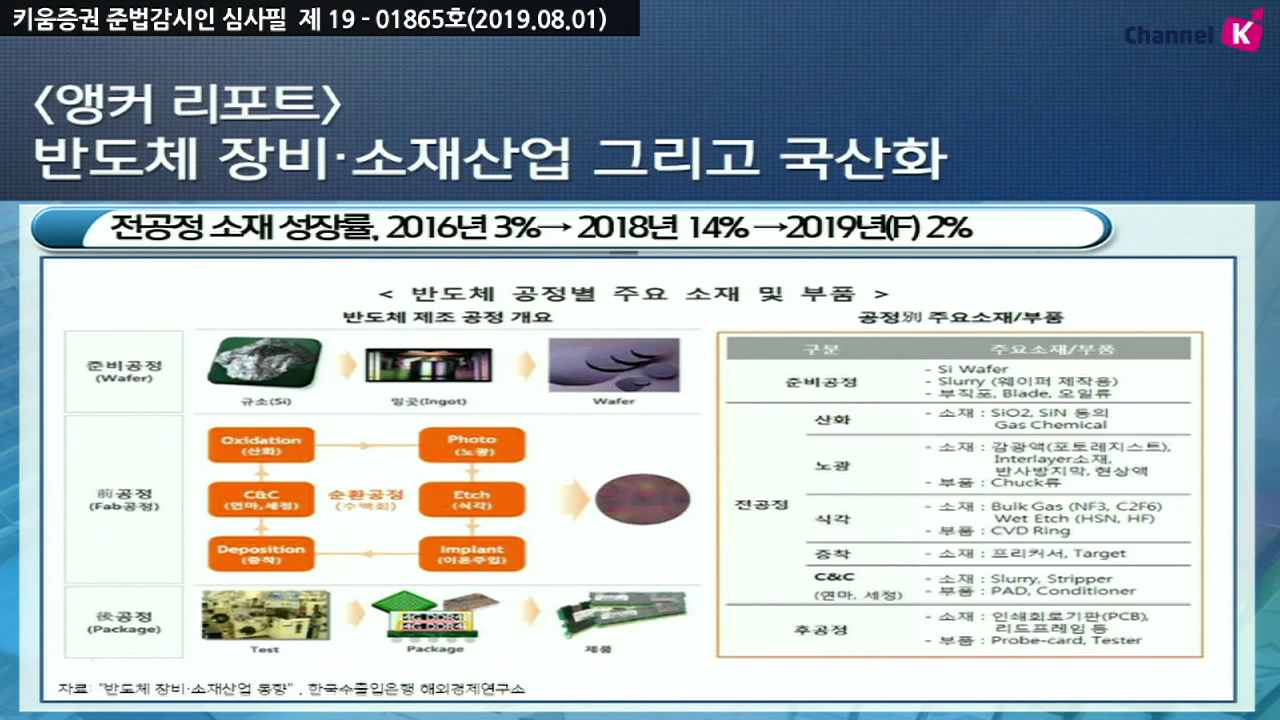 키움증권 준법감시인 심사필 제 19 - 01865호(2019.08.01)
Channel K
<앵커 리포트>
반도체 장비·소재산업 그리고 국산화
전공정 소재 성장률, 2016년 3%→ 2018년 14% →2019년(F) 2%
< 반도체 공정별 주요 소재 및 부품 >
반도체 제조 공정 개요
준비공정
(Wafer)
규소(Si)
잉곳(Ingot)
Wafer
前공정
(Fab공정)
Oxidation
(산화)
Photo
(노광)
C&C
(연마,세정)
순환공정
(수백회)
Etch
(식각)
Deposition
(증착)
Implant
(이온주입)
後공정
(Package)
4G DDR4
4G DDR4
Test
Package
제품
공정別 주요소재/부품
구분 주요소재/부품
준비공정
- Si Wafer
- Slurry (웨이퍼 제작용)
- 부직포, Blade, 오일류
전공정
산화
- 소재 : SiO2, SiN 등의
Gas Chemical
노광
- 소재 : 감광액(포토레지스트),
Interlayer소재,
반사방지막, 현상액
- 부품 : Chuck류
식각
- 소재 : Bulk Gas (NF3, C2F6)
Wet Etch (HSN, HF)
- 부품 : CVD Ring
증착
- 소재 : 프리커서, Target
C&C
(연마, 세정)
- 소재 : Slurry, Stripper
- 부품 : PAD, Conditioner
후공정
- 소재 : 인쇄회로기판(PCB),
리드프레임 등
- 부품 : Probe-card, Tester
자료: "반도체 장비·소재산업 동향" , 한국수출입은행 해외경제연구소